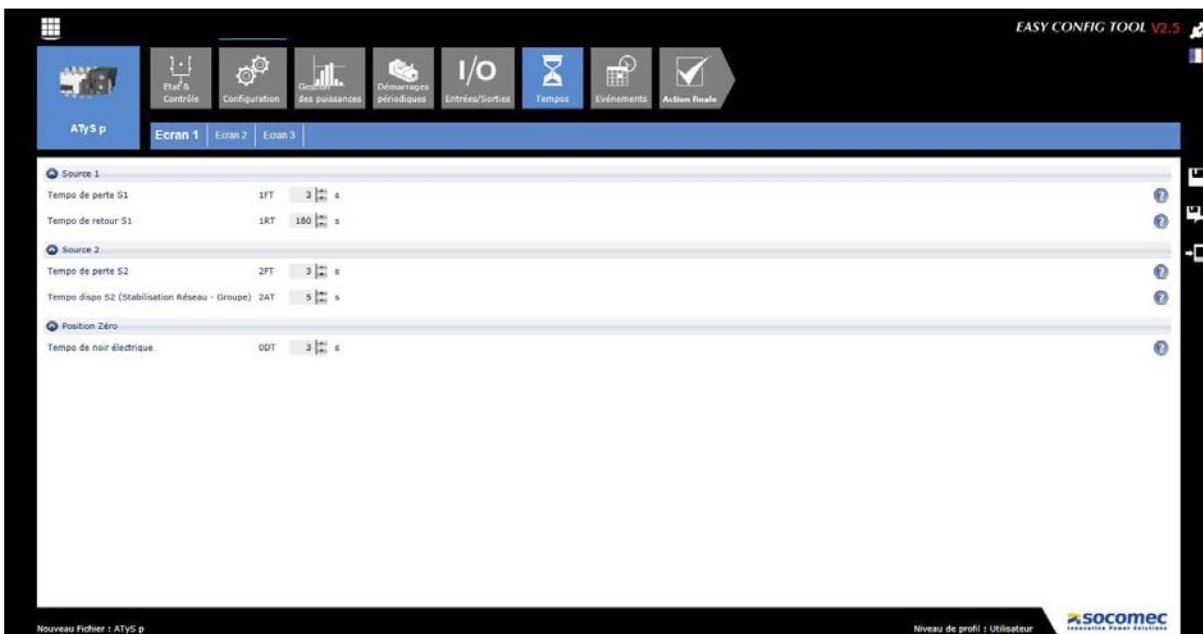 EASY CONFIG TOOL V2.5
Etat & Contrôle
Configuration
Gestion des puissances
Démarrages périodiques
I/O
Entrées/Sorties
Tempos
Evénements
Action finale
ATyS p
Ecran 1 Ecran 2 Ecran 3
Source 1
Tempo de perte S1 1FT 3 s
Tempo de retour S1 1RT 180 s
Source 2
Tempo de perte S2 2FT 3 s
Tempo dispo S2 (Stabilisation Réseau - Groupe) 2AT 5 s
Position Zéro
Tempo de noir électrique 0DT 3 s
Nouveau Fichier : ATyS p
Niveau de profil : Utilisateur
socomec
Innovative Power Solutions